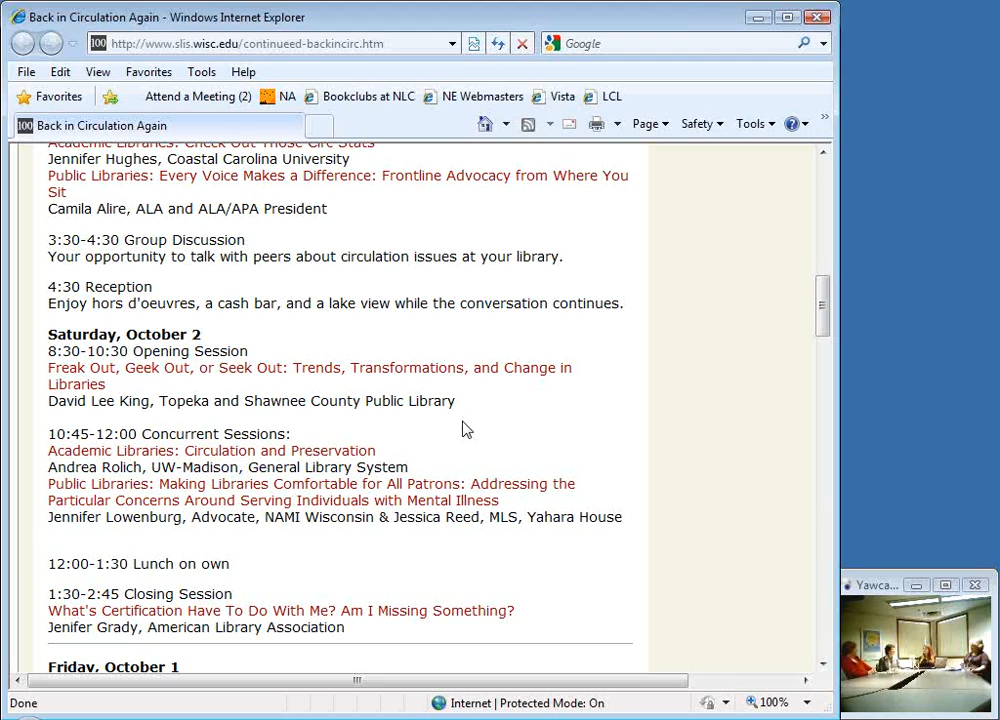 Back in Circulation Again - Windows Internet Explorer
100 http://www.slis.wisc.edu/continueed-backincirc.htm Google
File Edit View Favorites Tools Help
Favorites Attend a Meeting (2) NA Bookclubs at NLC NE Webmasters Vista LCL
100 Back in Circulation Again Page Safety Tools
Academic Libraries: Check Out Those Circ Stats
Jennifer Hughes, Coastal Carolina University
Public Libraries: Every Voice Makes a Difference: Frontline Advocacy from Where You
Sit
Camila Alire, ALA and ALA/APA President
3:30-4:30 Group Discussion
Your opportunity to talk with peers about circulation issues at your library.
4:30 Reception
Enjoy hors d'oeuvres, a cash bar, and a lake view while the conversation continues.
Saturday, October 2
8:30-10:30 Opening Session
Freak Out, Geek Out, or Seek Out: Trends, Transformations, and Change in
Libraries
David Lee King, Topeka and Shawnee County Public Library
10:45-12:00 Concurrent Sessions:
Academic Libraries: Circulation and Preservation
Andrea Rolich, UW-Madison, General Library System
Public Libraries: Making Libraries Comfortable for All Patrons: Addressing the
Particular Concerns Around Serving Individuals with Mental Illness
Jennifer Lowenburg, Advocate, NAMI Wisconsin & Jessica Reed, MLS, Yahara House
12:00-1:30 Lunch on own
1:30-2:45 Closing Session
What's Certification Have To Do With Me? Am I Missing Something?
Jenifer Grady, American Library Association
Friday, October 1
Done Internet | Protected Mode: On 100%
Yawca...